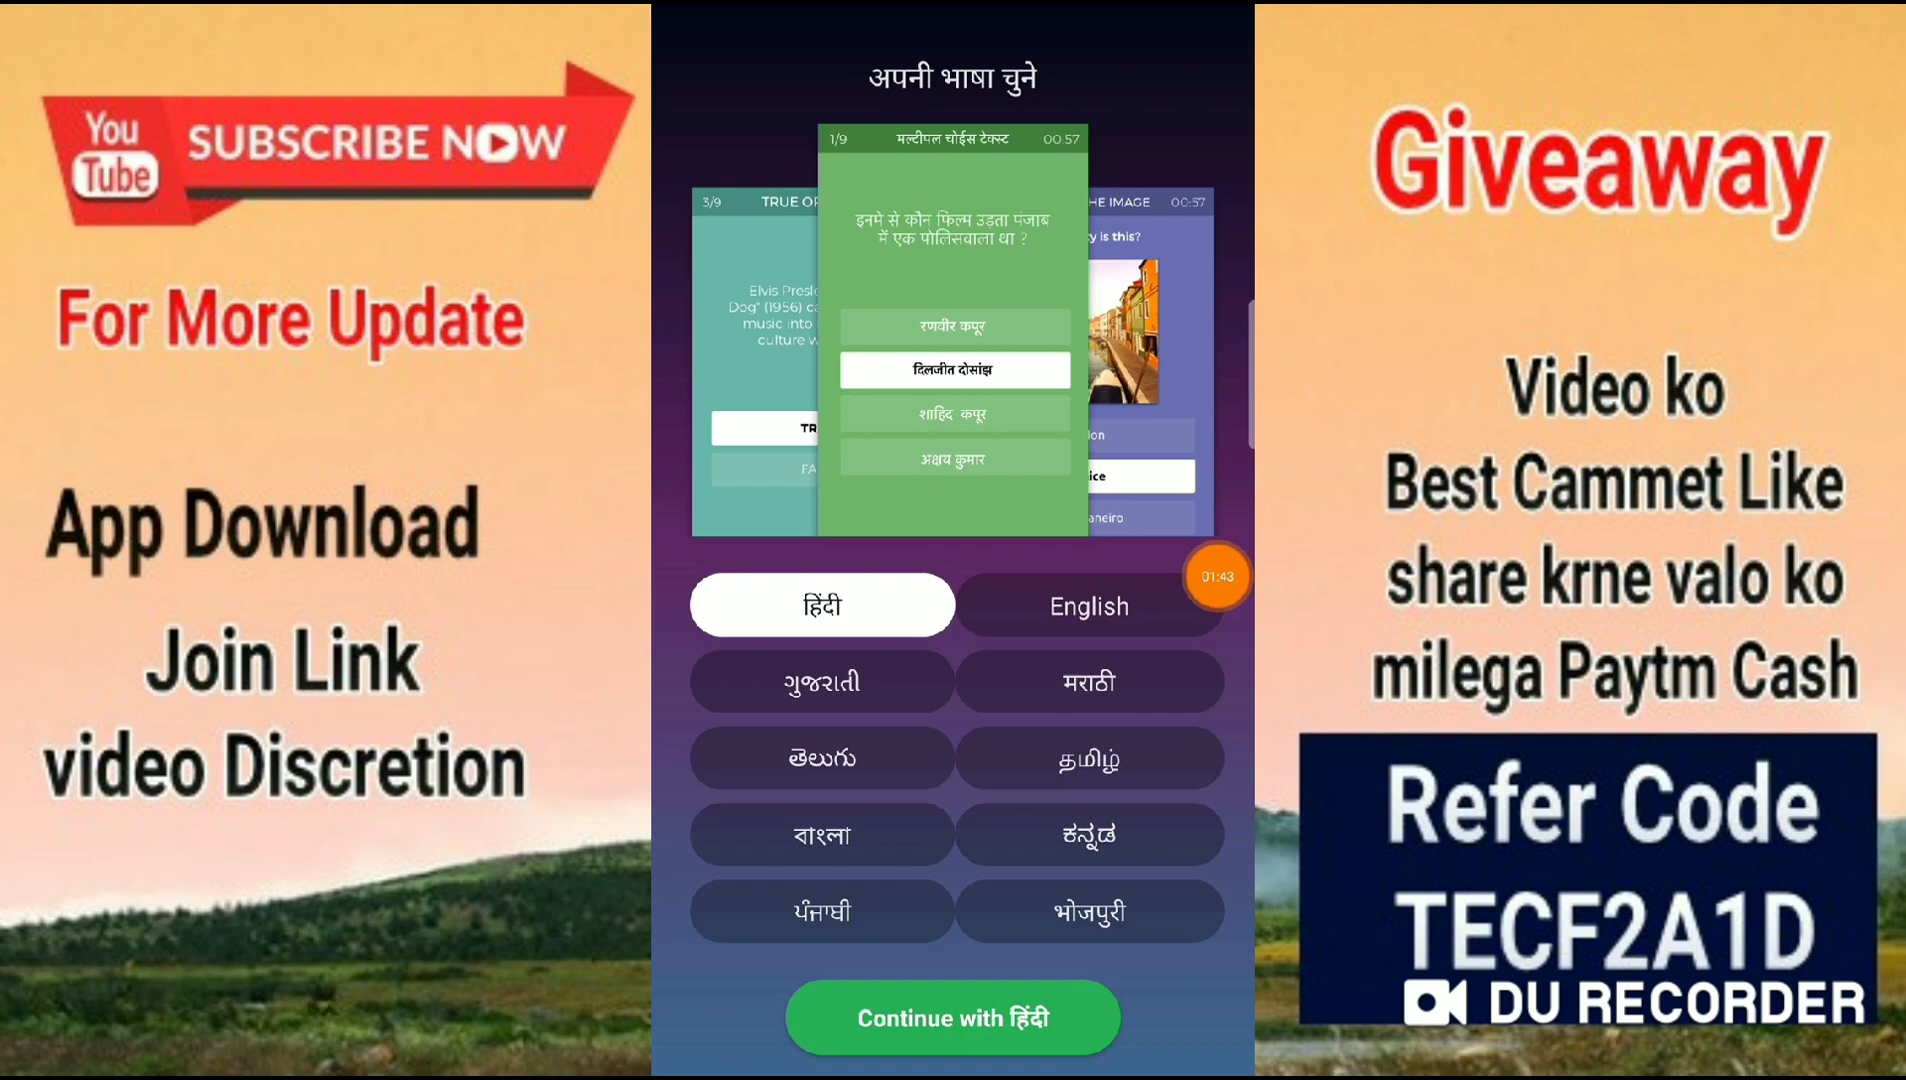 You
Tube
SUBSCRIBE NOW
For More Update
App Download
Join Link
video Discretion
अपनी भाषा चुने
1/9 मल्टीपल चोईस टेक्स्ट 00:57
इनमे से कौन फिल्म उड़ता पंजाब
में एक पोलिसवाला था ?
रणवीर कपूर
दिलजीत दोसांझ
शाहिद कपूर
अक्षय कुमार
3/9 TRUE OR
Elvis Presle
Dog" (1956) ca
music into
culture w
TR
FA
HE IMAGE 00:57
y is this?
on
ice
aneiro
01:43
हिंदी
English
ગુજરાતી
मराठी
తెలుగు
தமிழ்
বাংলা
ಕನ್ನಡ
ਪੰਜਾਬੀ
भोजपुरी
Continue with हिंदी
Giveaway
Video ko
Best Cammet Like
share krne valo ko
milega Paytm Cash
Refer Code
TECF2A1D
DU RECORDER